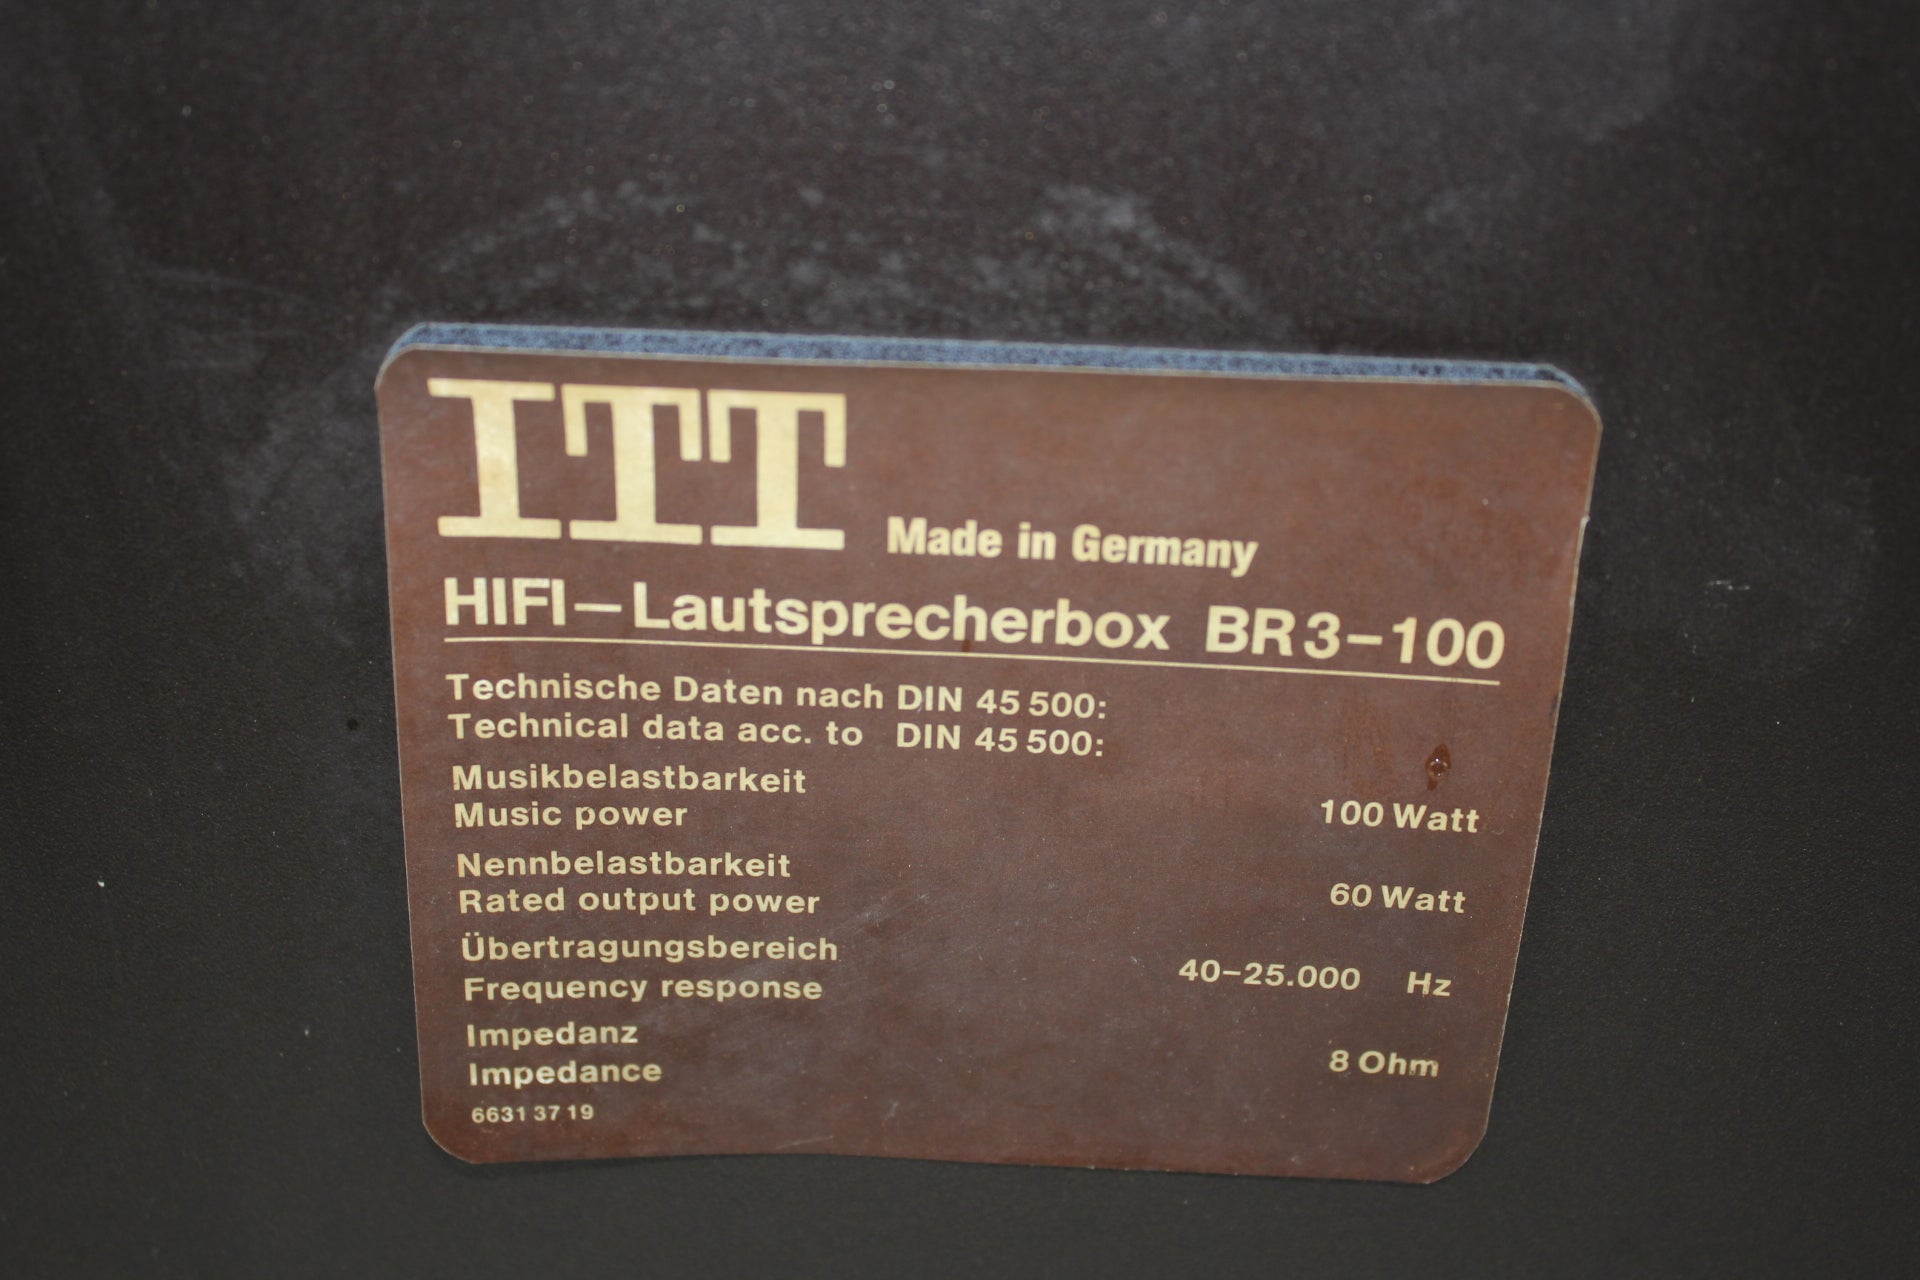 ITT Made in Germany
HIFI–Lautsprecherbox BR3–100
Technische Daten nach DIN 45 500:
Technical data acc. to DIN 45 500:
Musikbelastbarkeit
Music power 100 Watt
Nennbelastbarkeit
Rated output power 60 Watt
Übertragungsbereich
Frequency response 40–25.000 Hz
Impedanz
Impedance 8 Ohm
6631 37 19